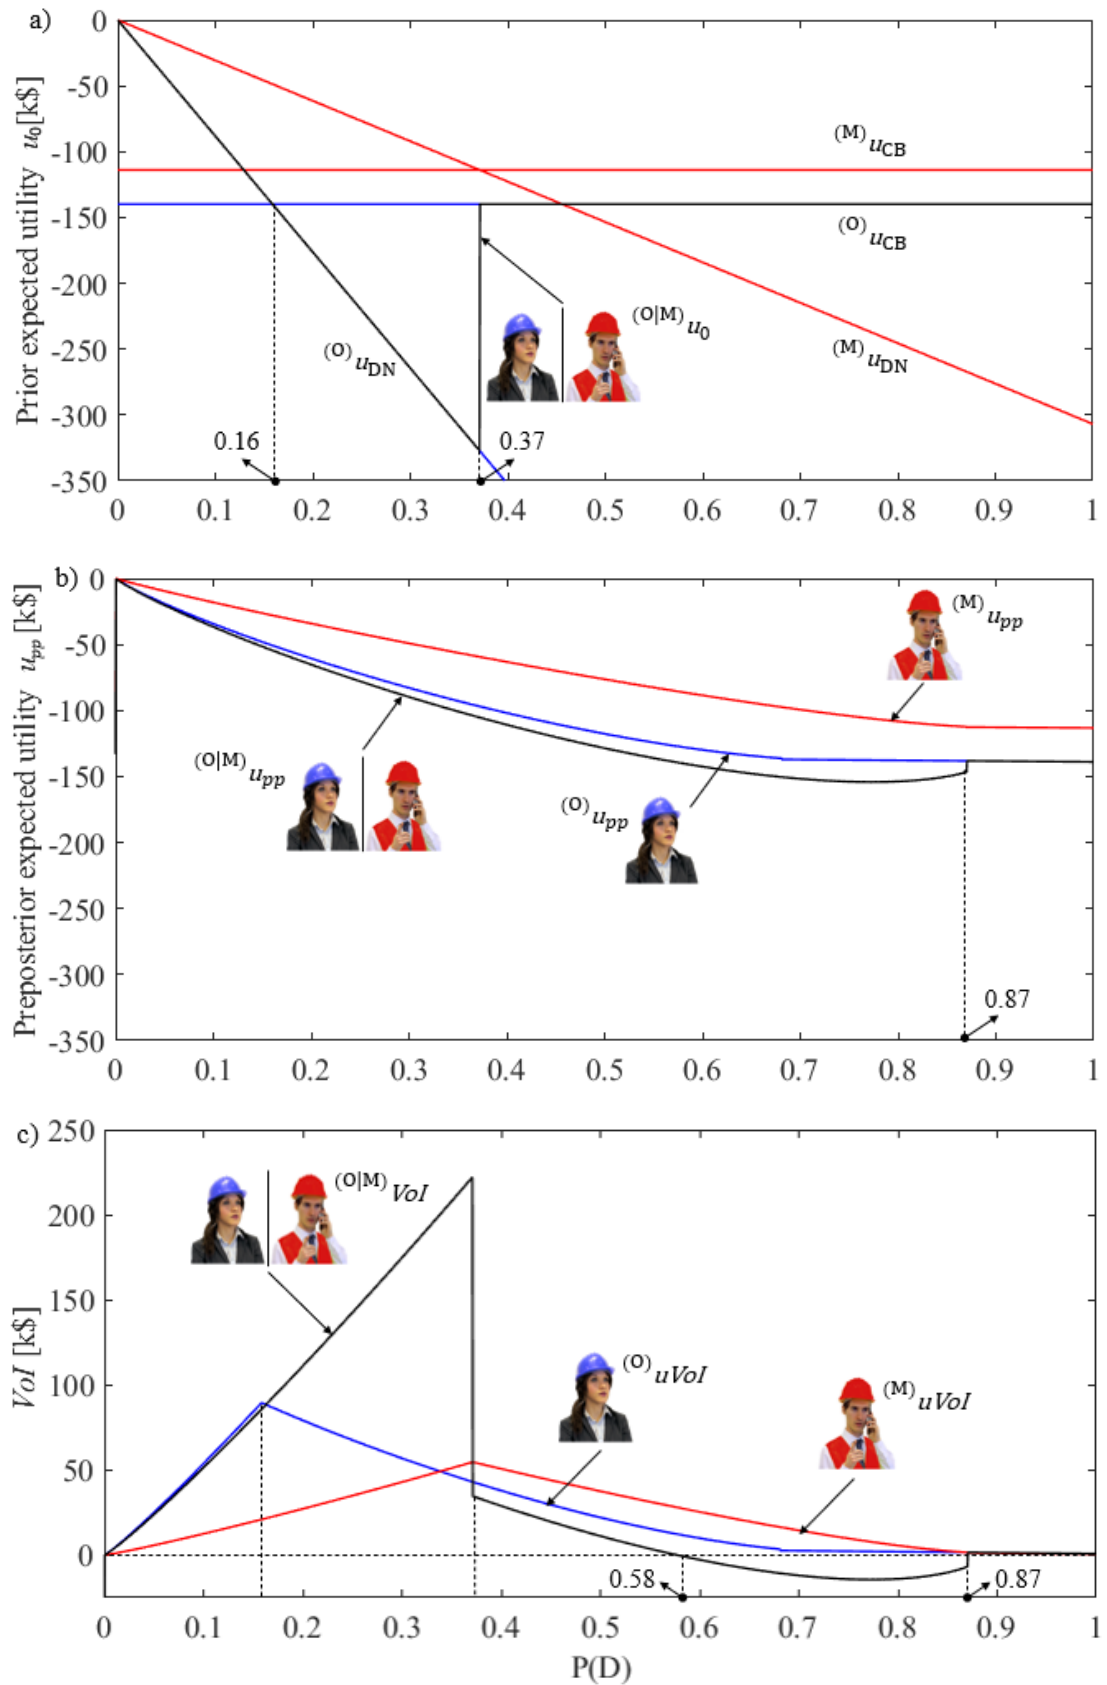 a)
Prior expected utility u0[k$]
0
-50
-100
-150
-200
-250
-300
-350
(M)uCB
(O)uCB
(O|M)u0
(O)uDN
(M)uDN
0.16
0.37
0 0.1 0.2 0.3 0.4 0.5 0.6 0.7 0.8 0.9 1
b)
Preposterior expected utility upp [k$]
0
-50
-100
-150
-200
-250
-300
-350
(M)upp
(O|M)upp
(O)upp
0.87
0 0.1 0.2 0.3 0.4 0.5 0.6 0.7 0.8 0.9 1
c)
VoI [k$]
250
200
150
100
50
0
(O|M)VoI
(O)uVoI
(M)uVoI
0.58
0.87
0 0.1 0.2 0.3 0.4 0.5 0.6 0.7 0.8 0.9 1
P(D)